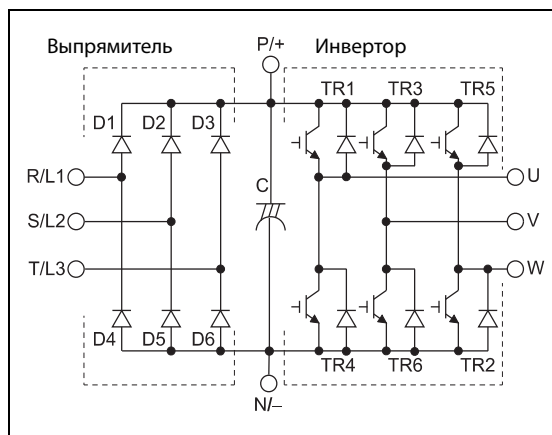 Выпрямитель
P/+
Инвертор
TR1
TR3
TR5
D1
D2
D3
R/L1
C
U
S/L2
V
T/L3
W
D4
D5
D6
TR4
TR6
TR2
N/–